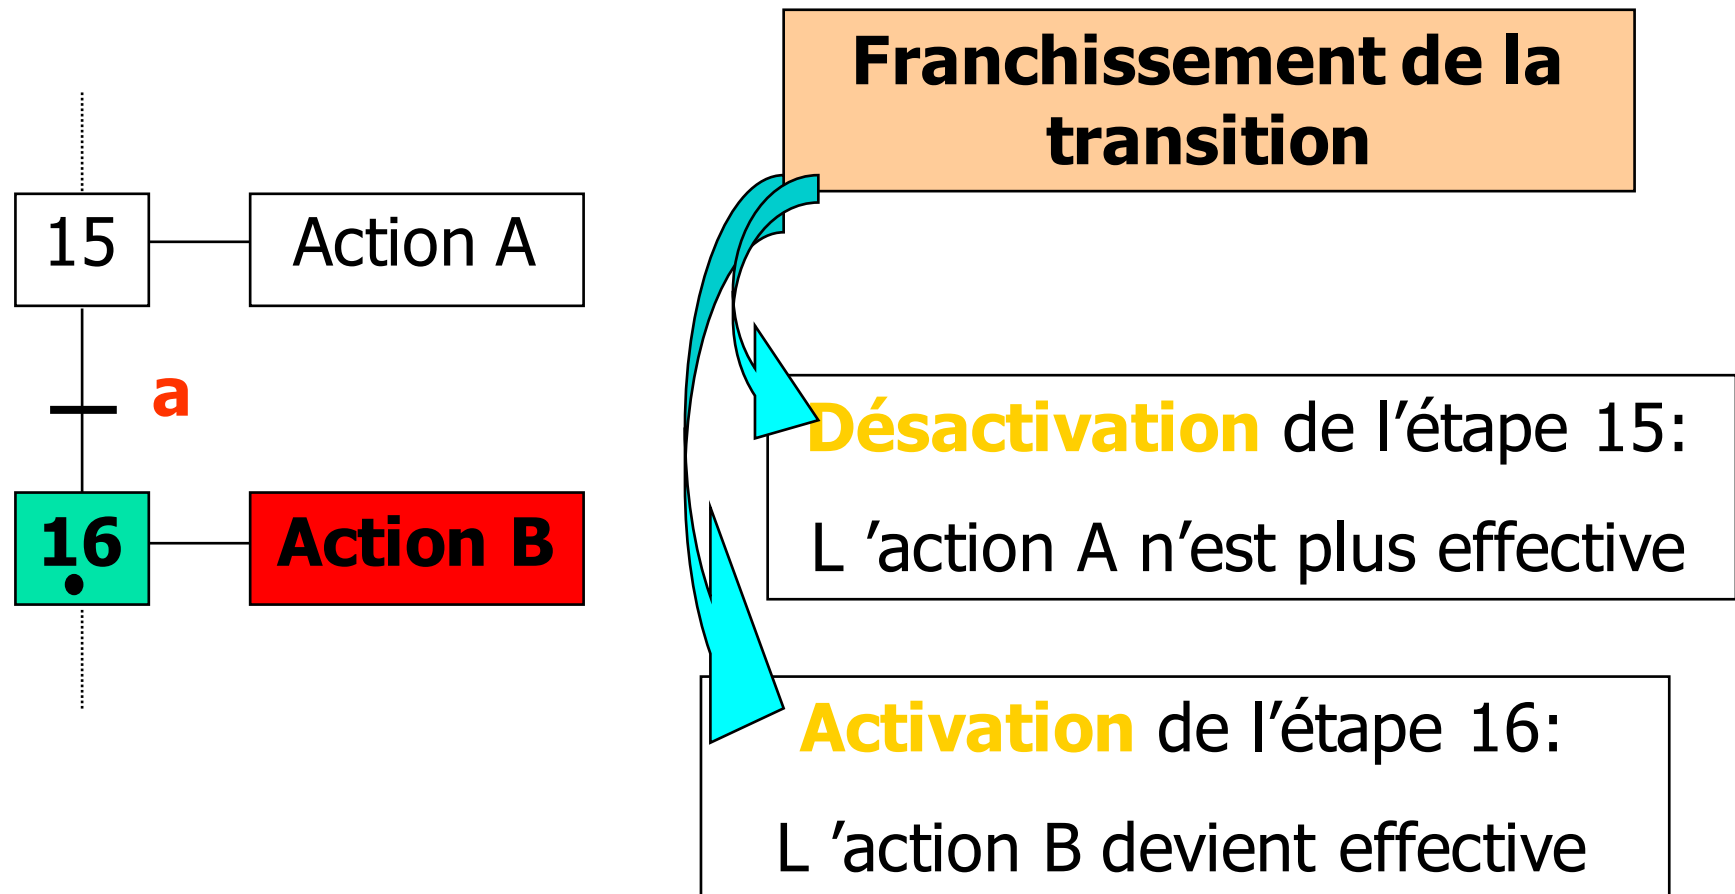 Franchissement de la
transition
15
Action A
a
16
Action B
Désactivation de l’étape 15:
L ’action A n’est plus effective
Activation de l’étape 16:
L ’action B devient effective